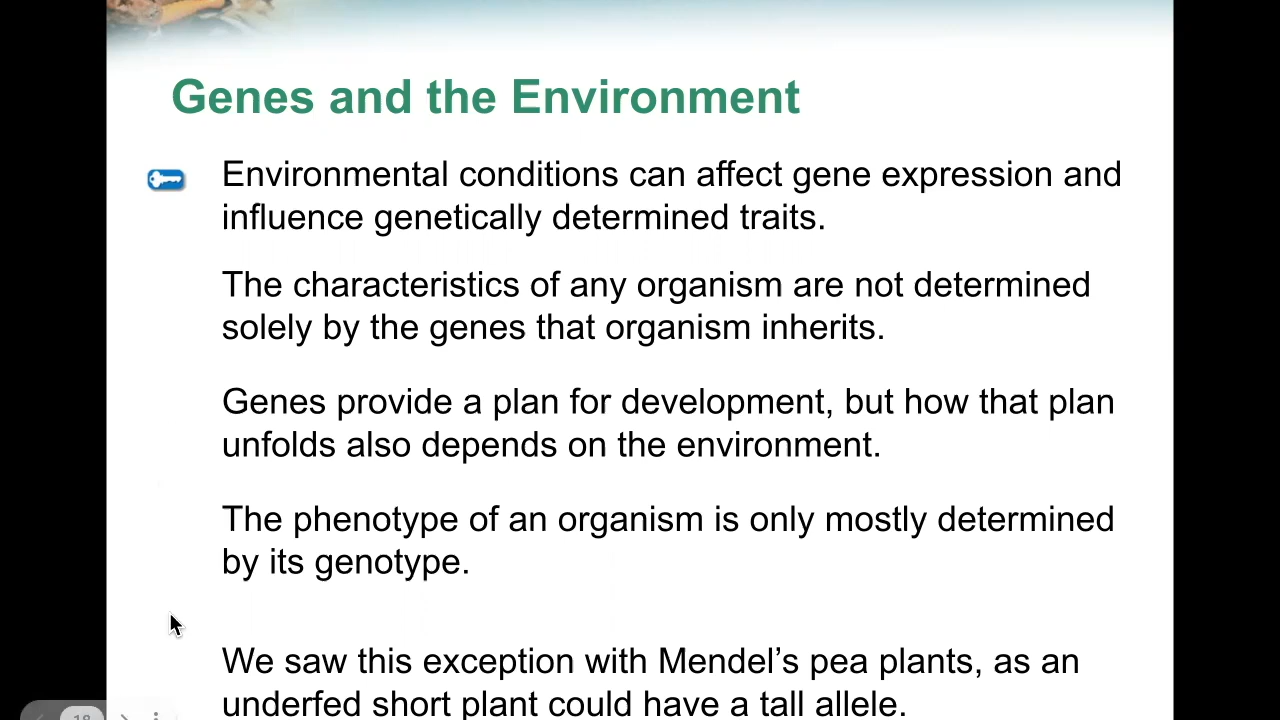 Genes and the Environment
Environmental conditions can affect gene expression and
influence genetically determined traits.
The characteristics of any organism are not determined
solely by the genes that organism inherits.
Genes provide a plan for development, but how that plan
unfolds also depends on the environment.
The phenotype of an organism is only mostly determined
by its genotype.
We saw this exception with Mendel’s pea plants, as an
underfed short plant could have a tall allele.
18